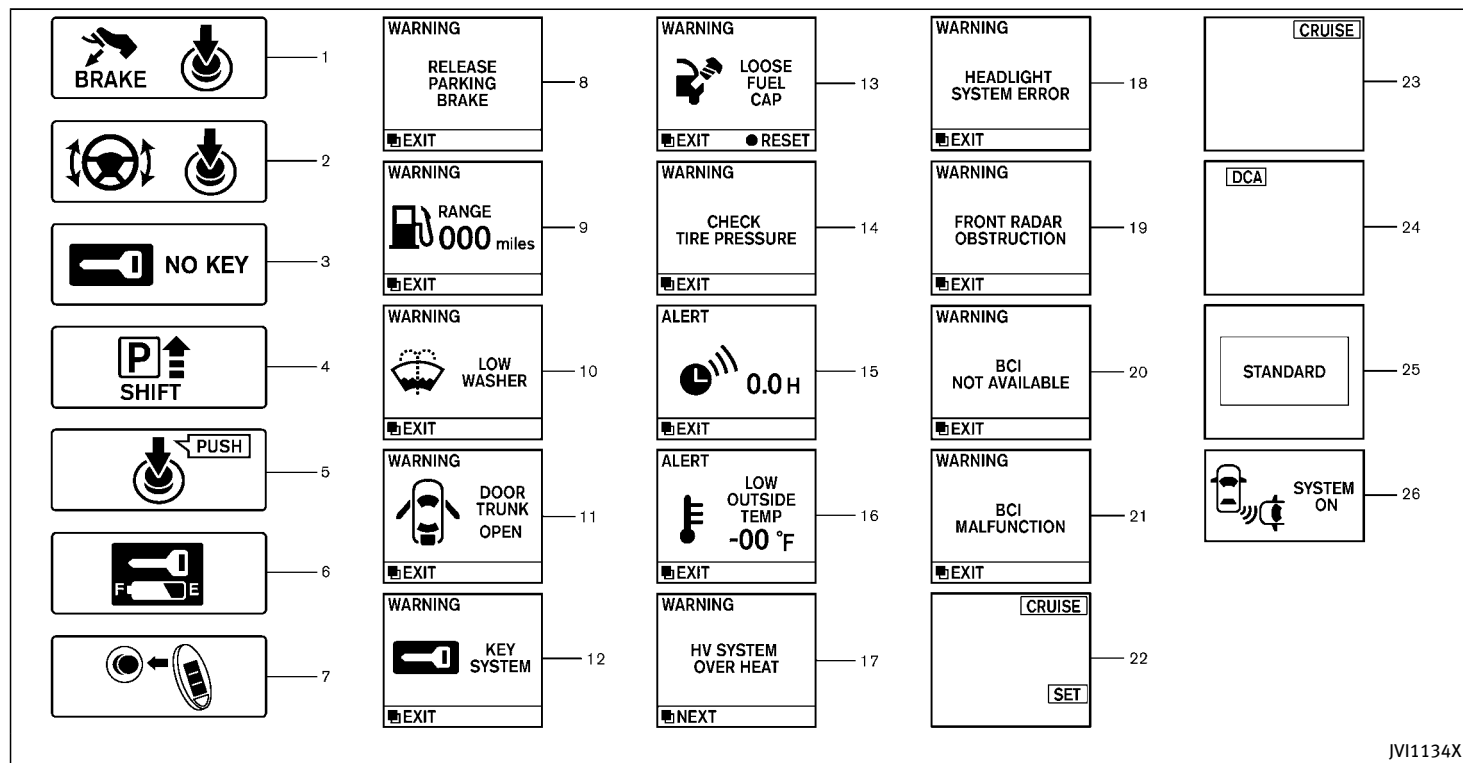 BRAKE
1
2
NO KEY
3
P
SHIFT
4
PUSH
5
F E
6
7
WARNING
RELEASE
PARKING
BRAKE
EXIT
8
WARNING
RANGE
000 miles
EXIT
9
WARNING
LOW
WASHER
EXIT
10
WARNING
DOOR
TRUNK
OPEN
EXIT
11
WARNING
KEY
SYSTEM
EXIT
12
WARNING
LOOSE
FUEL
CAP
EXIT RESET
13
WARNING
CHECK
TIRE PRESSURE
EXIT
14
ALERT
0.0 H
EXIT
15
ALERT
LOW
OUTSIDE
TEMP
-00 °F
EXIT
16
WARNING
HV SYSTEM
OVER HEAT
NEXT
17
WARNING
HEADLIGHT
SYSTEM ERROR
EXIT
18
WARNING
FRONT RADAR
OBSTRUCTION
EXIT
19
WARNING
BCI
NOT AVAILABLE
EXIT
20
WARNING
BCI
MALFUNCTION
EXIT
21
CRUISE
SET
22
CRUISE
23
DCA
24
STANDARD
25
SYSTEM
ON
26
JVI1134X